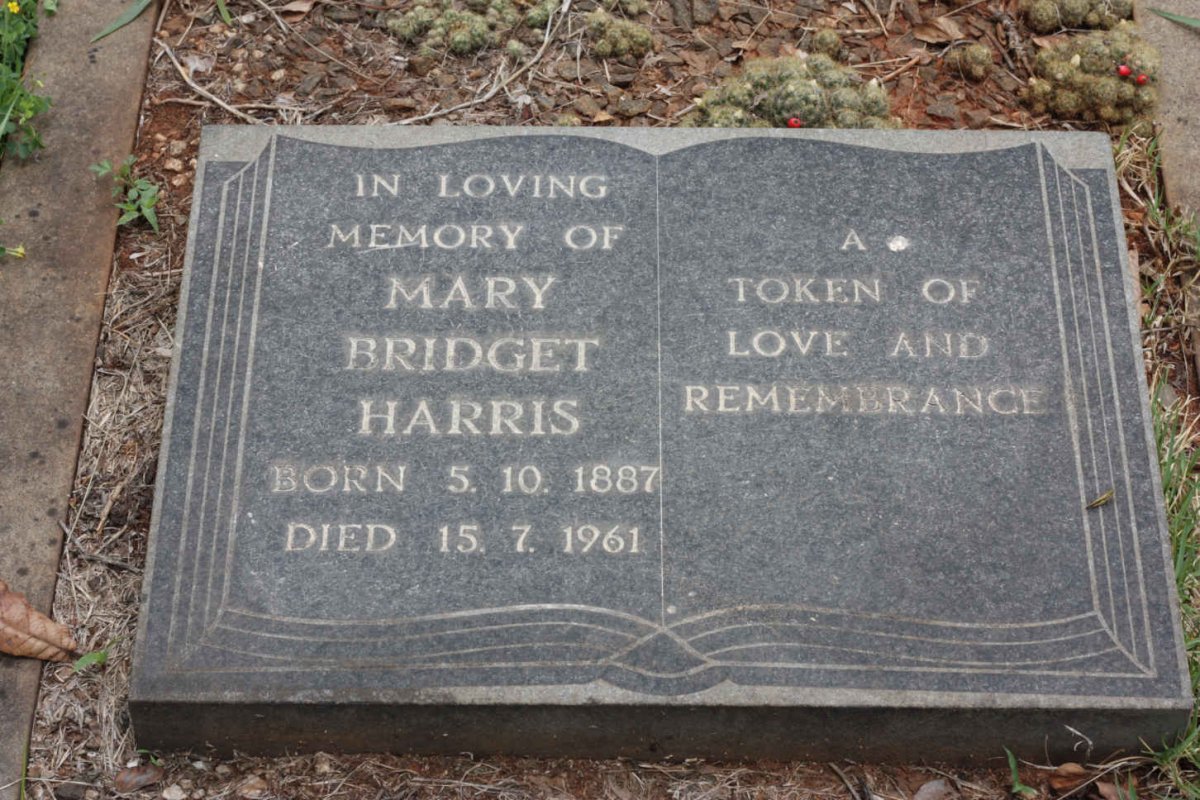 IN LOVING
MEMORY OF
MARY
BRIDGET
HARRIS
BORN 5. 10. 1887
DIED 15. 7. 1961
A
TOKEN OF
LOVE AND
REMEMBRANCE